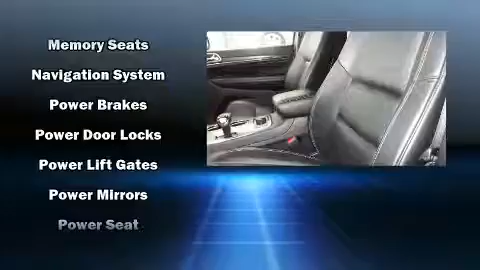 Memory Seats
Navigation System
Power Brakes
Power Door Locks
Power Lift Gates
Power Mirrors
Power Seat